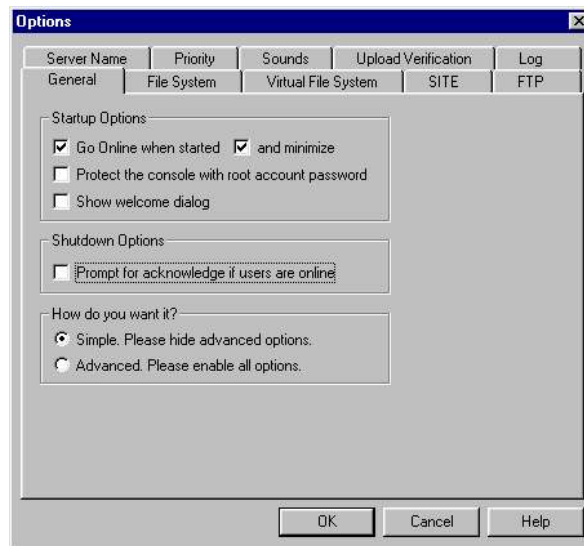 Options
Server Name Priority Sounds Upload Verification Log
General File System Virtual File System SITE FTP
Startup Options
Go Online when started and minimize
Protect the console with root account password
Show welcome dialog
Shutdown Options
Prompt for acknowledge if users are online
How do you want it?
Simple. Please hide advanced options.
Advanced. Please enable all options.
OK Cancel Help